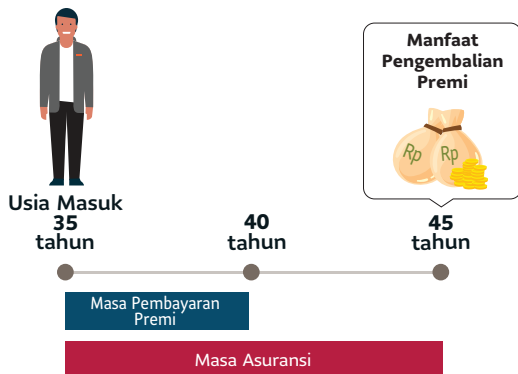 Manfaat
Pengembalian
Premi
Rp
Rp
Usia Masuk
35
tahun
40
tahun
45
tahun
Masa Pembayaran
Premi
Masa Asuransi